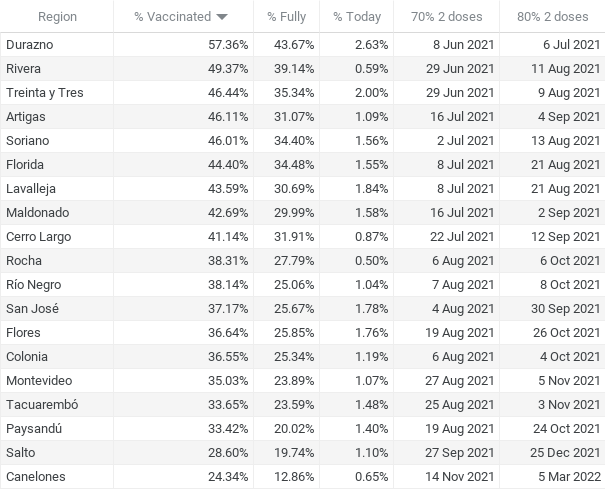 Region % Vaccinated % Fully % Today 70% 2 doses 80% 2 doses
Durazno 57.36% 43.67% 2.63% 8 Jun 2021 6 Jul 2021
Rivera 49.37% 39.14% 0.59% 29 Jun 2021 11 Aug 2021
Treinta y Tres 46.44% 35.34% 2.00% 29 Jun 2021 9 Aug 2021
Artigas 46.11% 31.07% 1.09% 16 Jul 2021 4 Sep 2021
Soriano 46.01% 34.40% 1.56% 2 Jul 2021 13 Aug 2021
Florida 44.40% 34.48% 1.55% 8 Jul 2021 21 Aug 2021
Lavalleja 43.59% 30.69% 1.84% 8 Jul 2021 21 Aug 2021
Maldonado 42.69% 29.99% 1.58% 16 Jul 2021 2 Sep 2021
Cerro Largo 41.14% 31.91% 0.87% 22 Jul 2021 12 Sep 2021
Rocha 38.31% 27.79% 0.50% 6 Aug 2021 6 Oct 2021
Río Negro 38.14% 25.06% 1.04% 7 Aug 2021 8 Oct 2021
San José 37.17% 25.67% 1.78% 4 Aug 2021 30 Sep 2021
Flores 36.64% 25.85% 1.76% 19 Aug 2021 26 Oct 2021
Colonia 36.55% 25.34% 1.19% 6 Aug 2021 4 Oct 2021
Montevideo 35.03% 23.89% 1.07% 27 Aug 2021 5 Nov 2021
Tacuarembó 33.65% 23.59% 1.48% 25 Aug 2021 3 Nov 2021
Paysandú 33.42% 20.02% 1.40% 19 Aug 2021 24 Oct 2021
Salto 28.60% 19.74% 1.10% 27 Sep 2021 25 Dec 2021
Canelones 24.34% 12.86% 0.65% 14 Nov 2021 5 Mar 2022